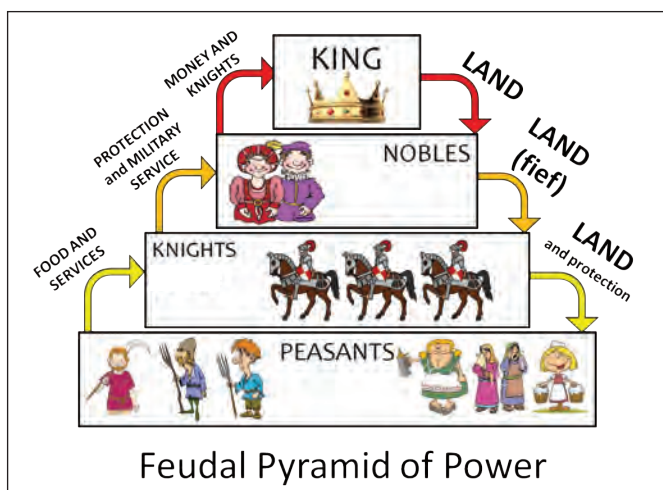 KING
MONEY AND
KNIGHTS
LAND
NOBLES
PROTECTION
and MILITARY
SERVICE
LAND
(fief)
KNIGHTS
FOOD AND
SERVICES
LAND
and protection
PEASANTS
Feudal Pyramid of Power